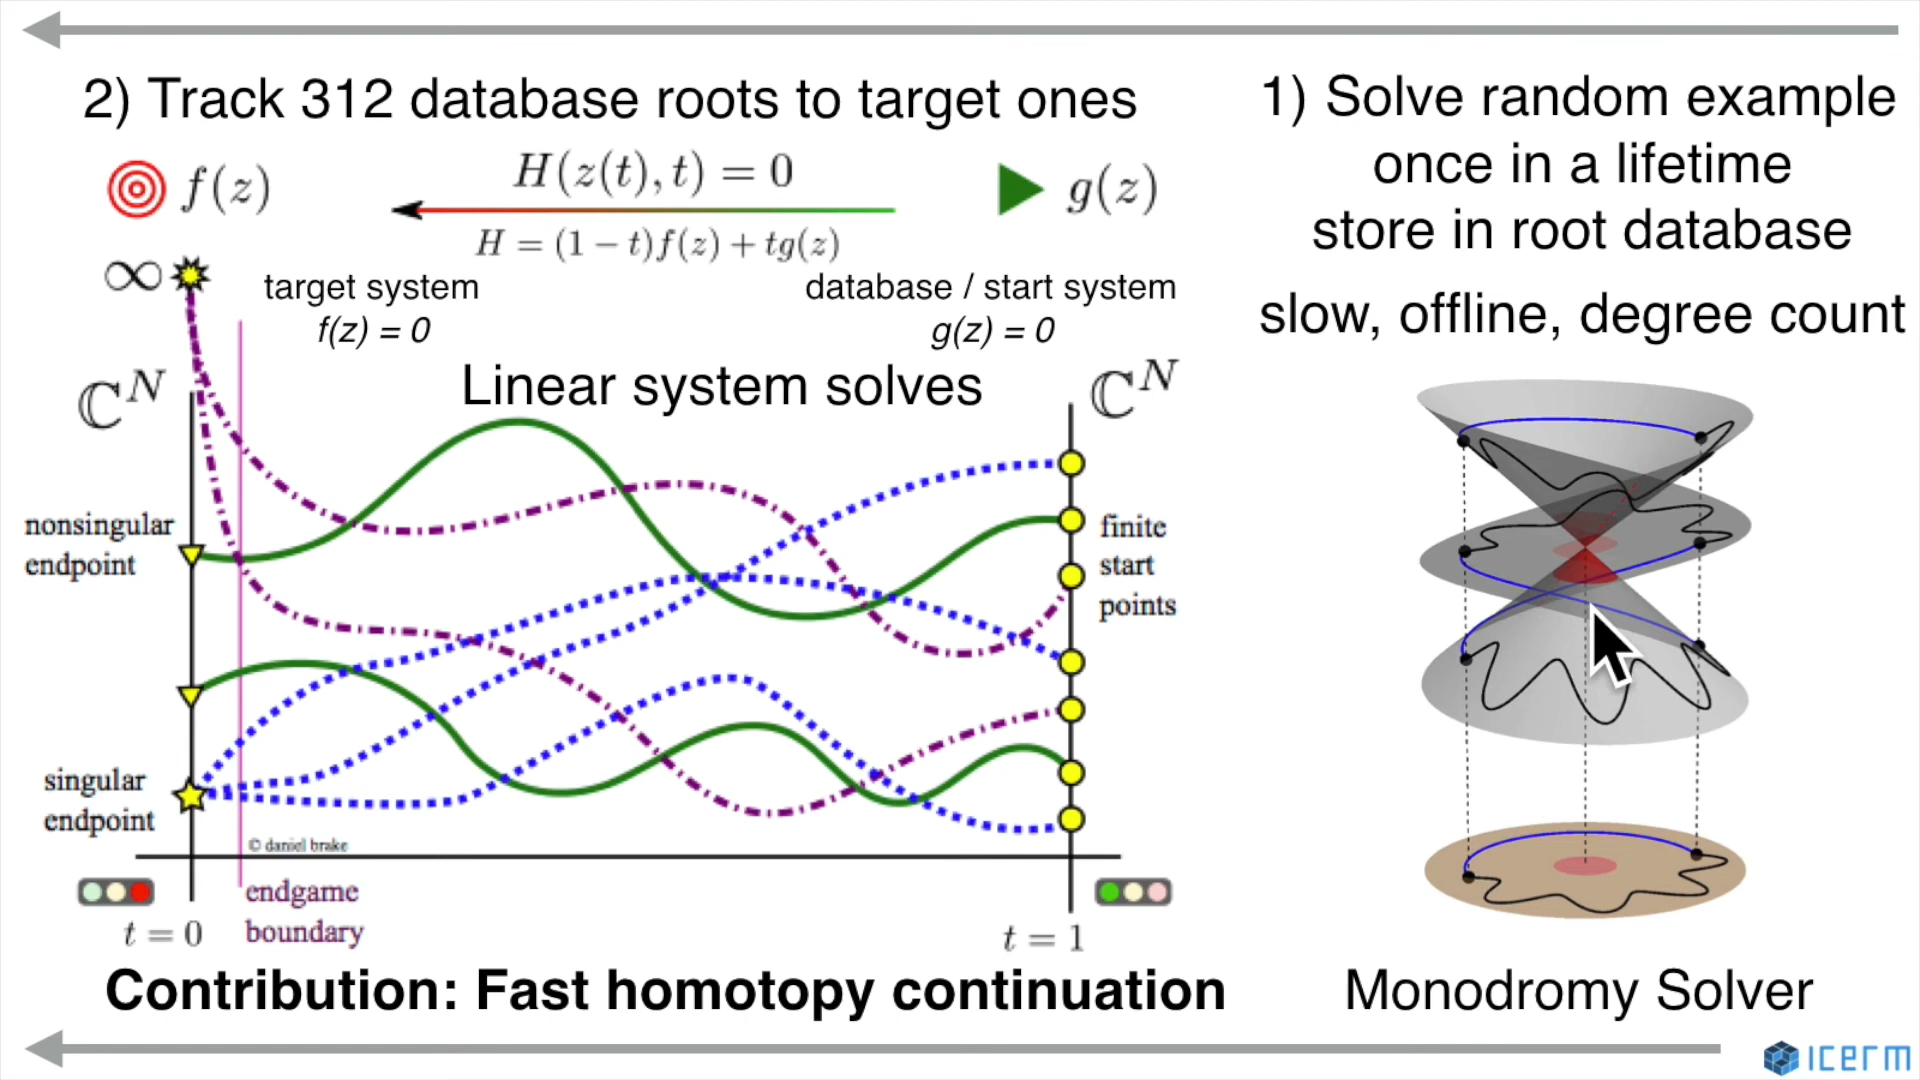 2) Track 312 database roots to target ones
f(z)
H(z(t), t) = 0
g(z)
H = (1 − t)f(z) + tg(z)
∞
target system
f(z) = 0
database / start system
g(z) = 0
ℂᴺ
Linear system solves
ℂᴺ
nonsingular
endpoint
finite
start
points
singular
endpoint
© daniel brake
endgame
boundary
t = 0
t = 1
Contribution: Fast homotopy continuation
1) Solve random example
once in a lifetime
store in root database
slow, offline, degree count
Monodromy Solver
ICERM